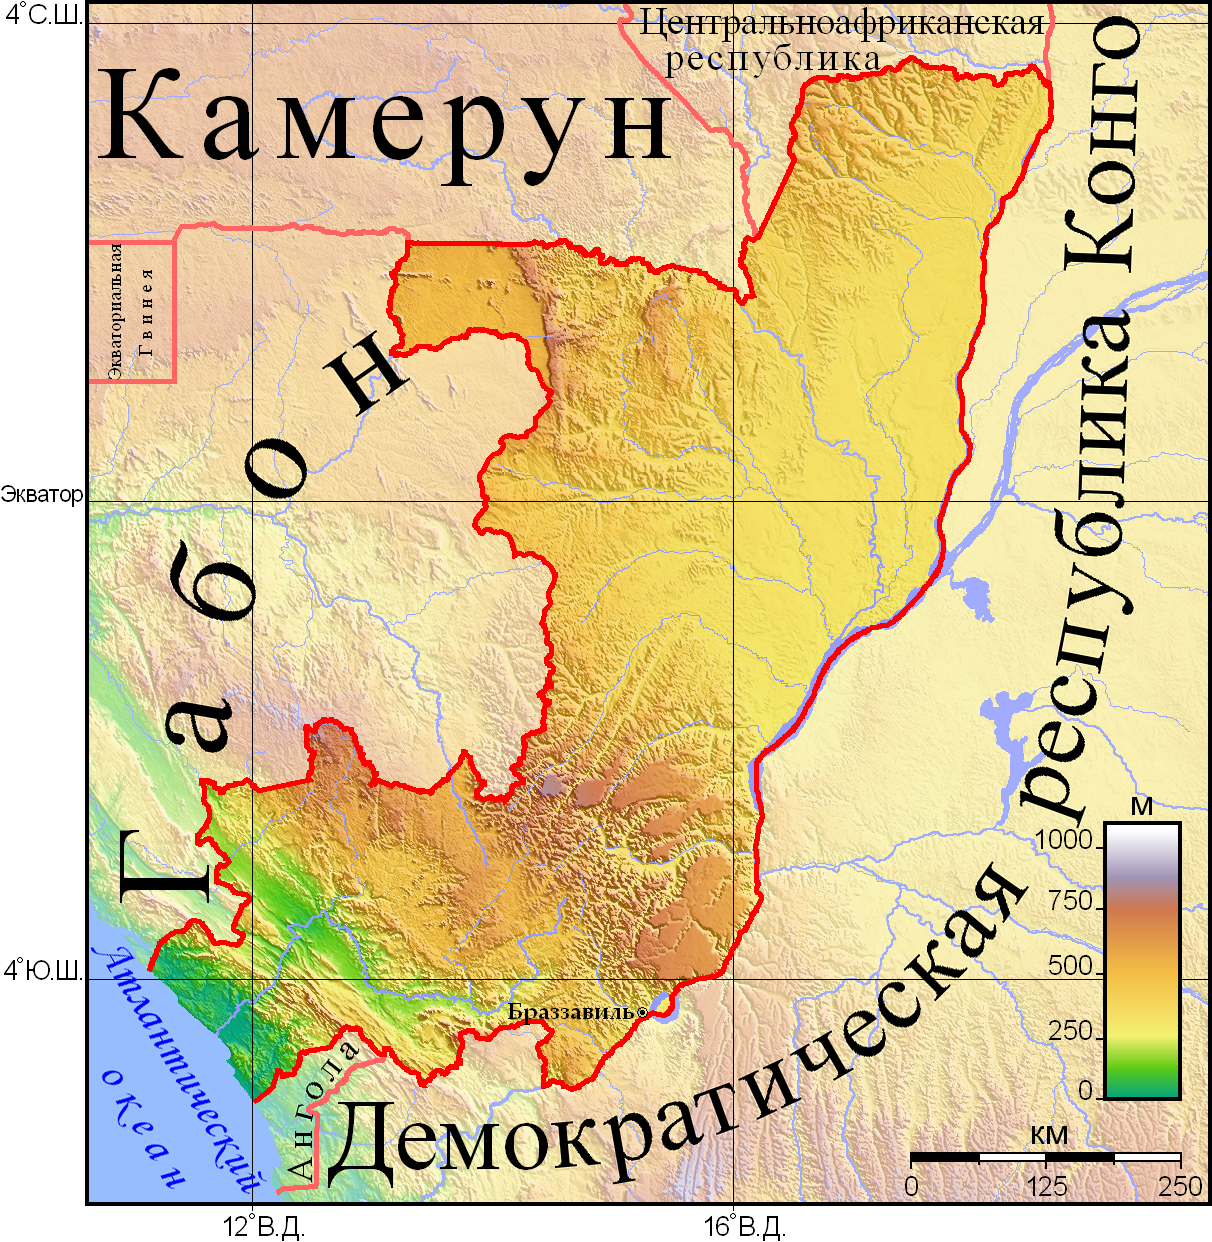 4°С.Ш.
Центральноафриканская
республика
Камерун
Экваториальная
Гвинея
Габон
Экватор
Демократическая республика Конго
4°Ю.Ш.
Браззавиль
Атлантический
океан
Ангола
м
1000
750
500
250
0
км
0 125 250
12°В.Д. 16°В.Д.